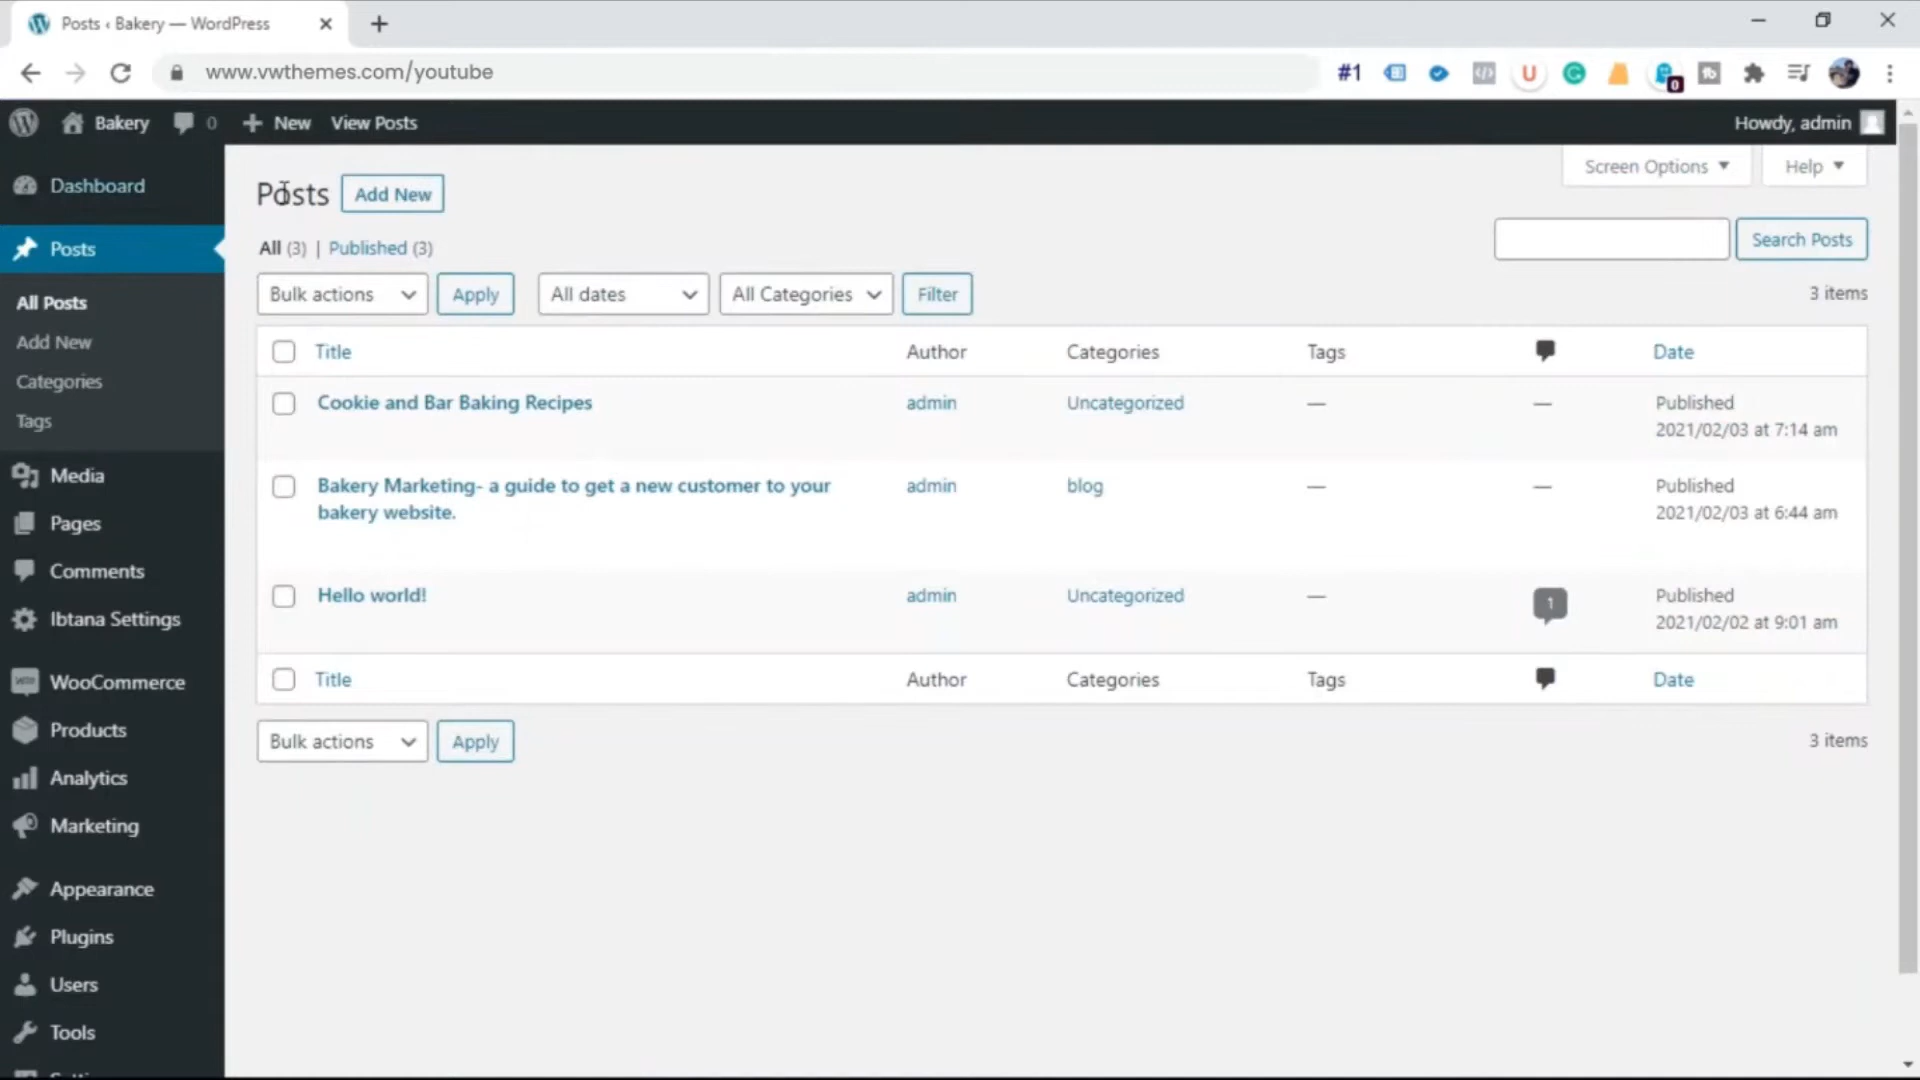 Posts ‹ Bakery — WordPress
www.vwthemes.com/youtube
#1
0
Bakery 0 New View Posts
Howdy, admin
Dashboard
Posts
All Posts
Add New
Categories
Tags
Media
Pages
Comments
Ibtana Settings
WooCommerce
Products
Analytics
Marketing
Appearance
Plugins
Users
Tools
Posts Add New
Screen Options Help
All (3) | Published (3)
Search Posts
Bulk actions Apply All dates All Categories Filter
3 items
Title Author Categories Tags Date
Cookie and Bar Baking Recipes admin Uncategorized — — Published
2021/02/03 at 7:14 am
Bakery Marketing- a guide to get a new customer to your admin blog — — Published
bakery website. 2021/02/03 at 6:44 am
Hello world! admin Uncategorized — 1 Published
2021/02/02 at 9:01 am
Title Author Categories Tags Date
Bulk actions Apply
3 items